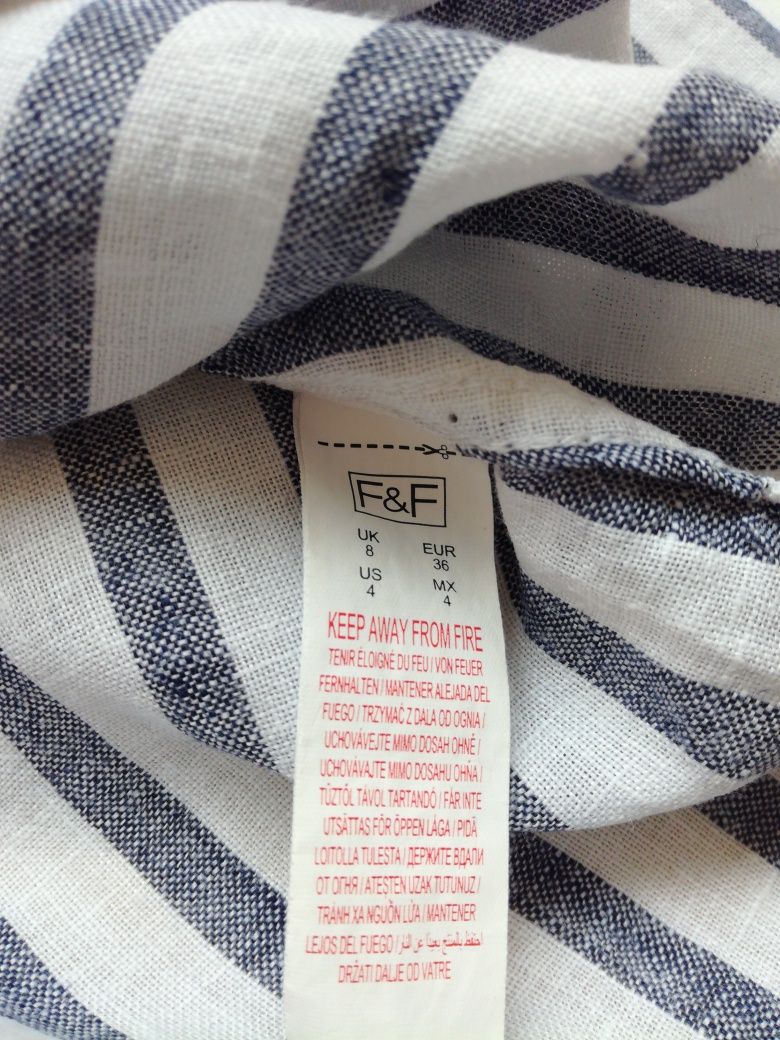 F&F
UK
8
EUR
36
US
4
MX
4
KEEP AWAY FROM FIRE
TENIR ÉLOIGNÉ DU FEU / VON FEUER
FERNHALTEN / MANTENER ALEJADA DEL
FUEGO / TRZYMAĆ Z DALA OD OGNIA /
UCHOVÁVEJTE MIMO DOSAH OHNĚ /
UCHOVÁVAJTE MIMO DOSAHU OHŇA /
TŰZTŐL TÁVOL TARTANDÓ / FÅR INTE
UTSÄTTAS FÖR ÖPPEN LÅGA / PIDÄ
LOITOLLA TULESTA / ДЕРЖИТЕ ВДАЛИ
ОТ ОГНЯ / ATEŞTEN UZAK TUTUNUZ /
TRÁNH XA NGUỒN LỬA / MANTENER
LEJOS DEL FUEGO / احتفظ بالمنتج بعيدًا عن النار /
DRŽATI DALJE OD VATRE